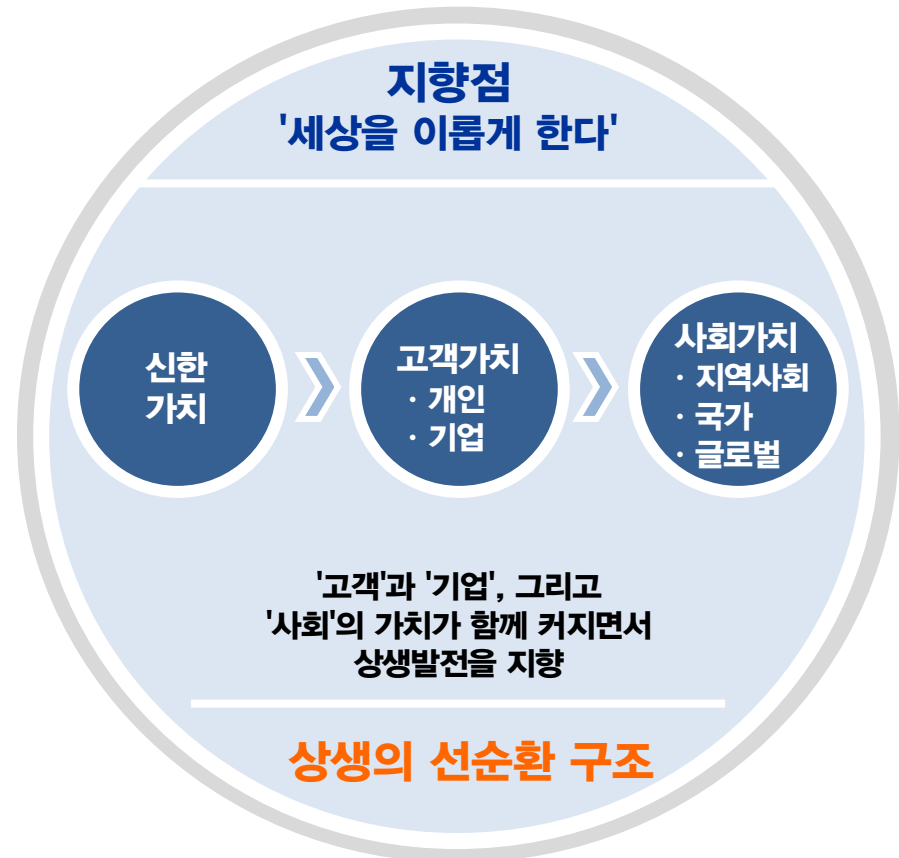 지향점
'세상을 이롭게 한다'
신한
가치
고객가치
· 개인
· 기업
사회가치
· 지역사회
· 국가
· 글로벌
'고객'과 '기업', 그리고
'사회'의 가치가 함께 커지면서
상생발전을 지향
상생의 선순환 구조